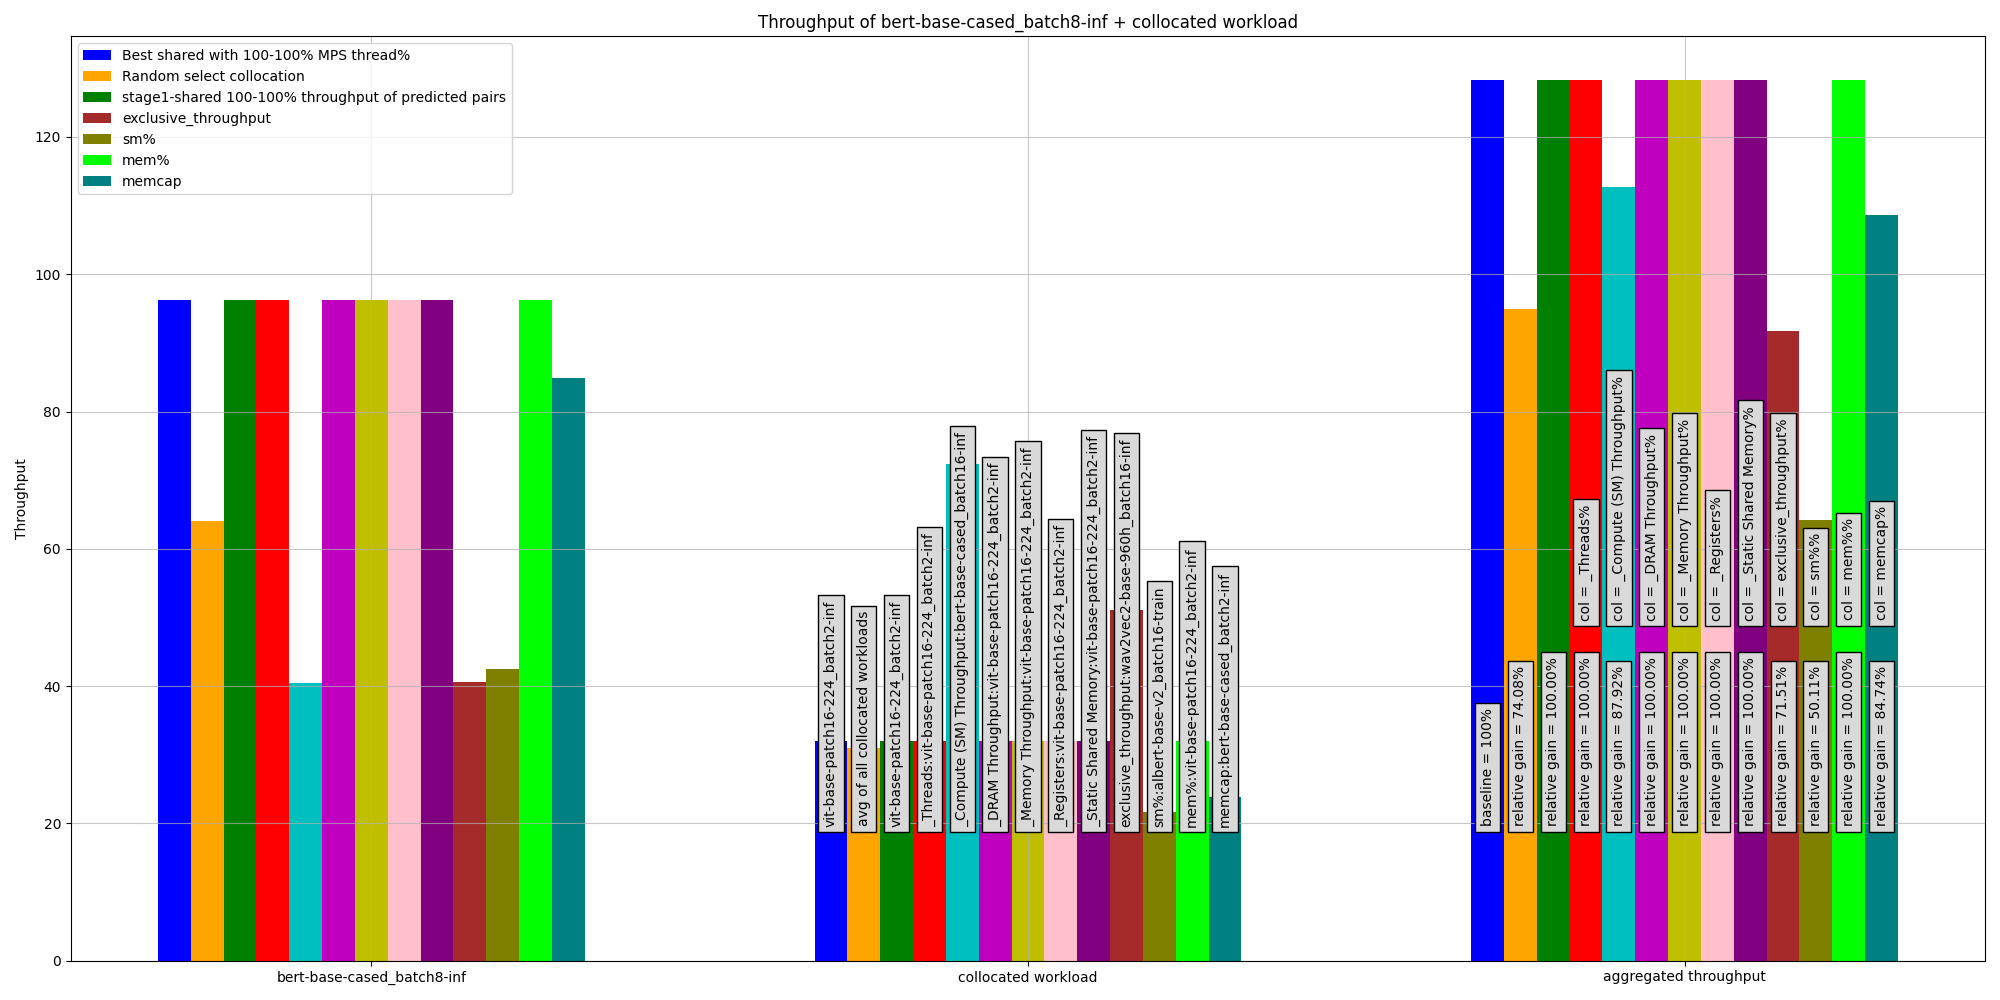 Throughput of bert-base-cased_batch8-inf + collocated workload
Best shared with 100-100% MPS thread%
Random select collocation
stage1-shared 100-100% throughput of predicted pairs
exclusive_throughput
sm%
mem%
memcap
Throughput
120
100
80
60
40
20
0
vit-base-patch16-224_batch2-inf
avg of all collocated workloads
vit-base-patch16-224_batch2-inf
_Threads:vit-base-patch16-224_batch2-inf
_Compute (SM) Throughput:bert-base-cased_batch16-inf
_DRAM Throughput:vit-base-patch16-224_batch2-inf
_Memory Throughput:vit-base-patch16-224_batch2-inf
_Registers:vit-base-patch16-224_batch2-inf
_Static Shared Memory:vit-base-patch16-224_batch2-inf
exclusive_throughput:wav2vec2-base-960h_batch16-inf
sm%:albert-base-v2_batch16-train
mem%:vit-base-patch16-224_batch2-inf
memcap:bert-base-cased_batch2-inf
col = _Threads%
col = _Compute (SM) Throughput%
col = _DRAM Throughput%
col = _Memory Throughput%
col = _Registers%
col = _Static Shared Memory%
col = exclusive_throughput%
col = sm%%
col = mem%%
col = memcap%
baseline = 100%
relative gain = 74.08%
relative gain = 100.00%
relative gain = 100.00%
relative gain = 87.92%
relative gain = 100.00%
relative gain = 100.00%
relative gain = 100.00%
relative gain = 100.00%
relative gain = 71.51%
relative gain = 50.11%
relative gain = 100.00%
relative gain = 84.74%
bert-base-cased_batch8-inf
collocated workload
aggregated throughput